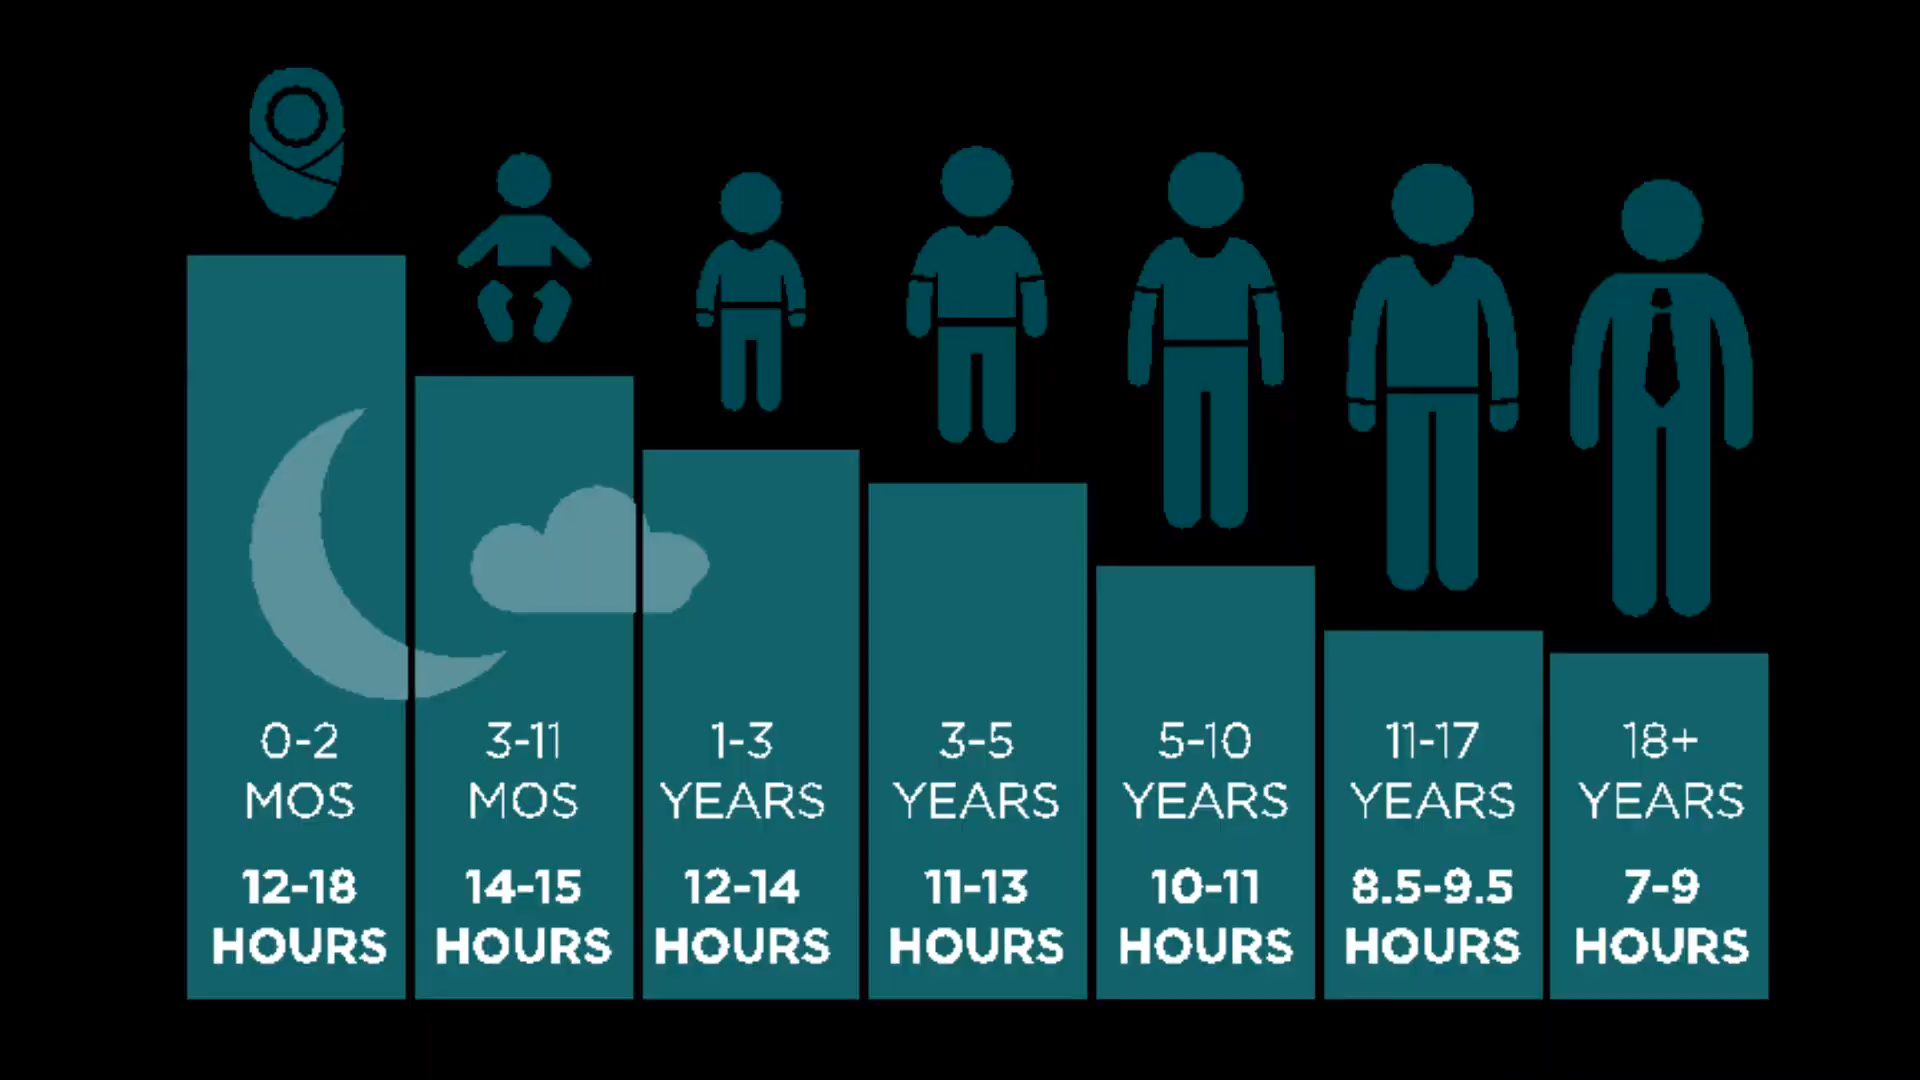 0-2
MOS
12-18
HOURS
3-11
MOS
14-15
HOURS
1-3
YEARS
12-14
HOURS
3-5
YEARS
11-13
HOURS
5-10
YEARS
10-11
HOURS
11-17
YEARS
8.5-9.5
HOURS
18+
YEARS
7-9
HOURS